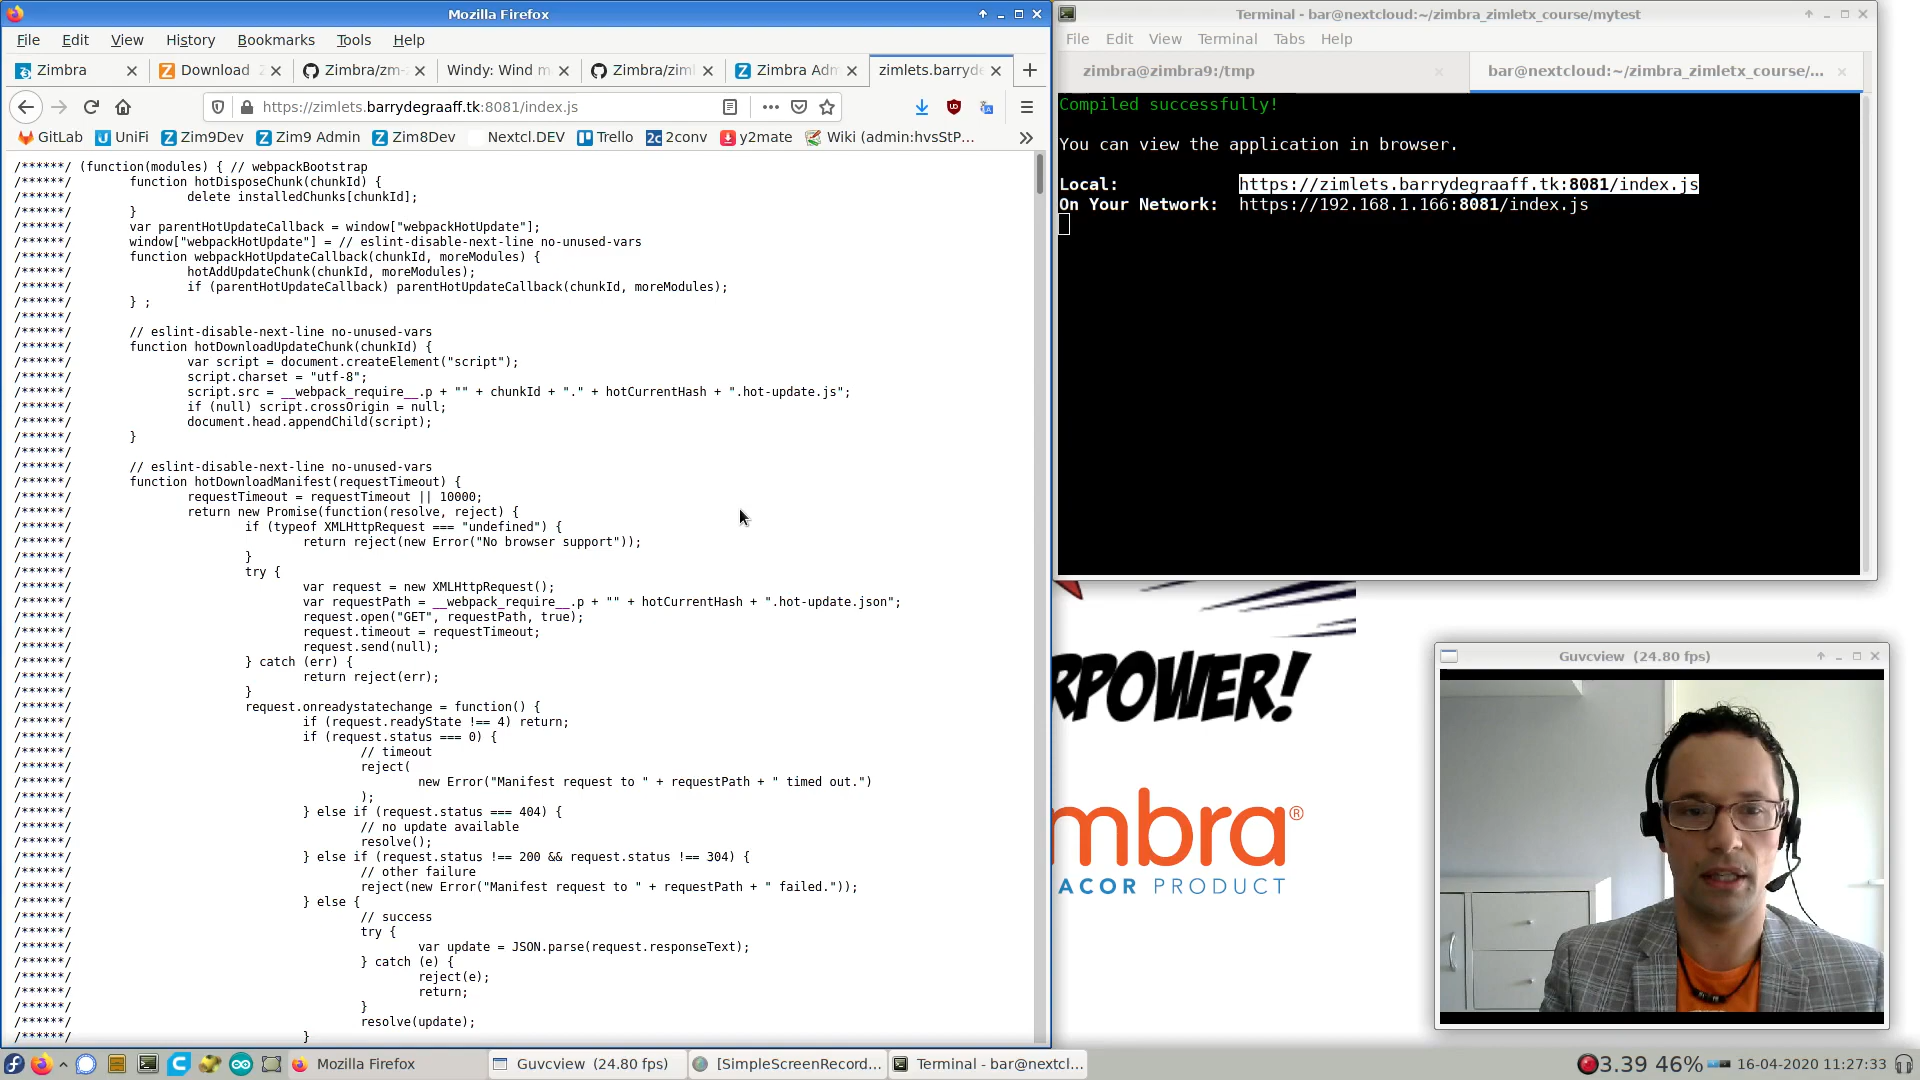 Mozilla Firefox
File Edit View History Bookmarks Tools Help
Zimbra
Download
Zimbra/zm-
Windy: Wind m
Zimbra/ziml
Zimbra Adm
zimlets.barryde
https://zimlets.barrydegraaff.tk:8081/index.js
GitLab UniFi Zim9Dev Zim9 Admin Zim8Dev Nextcl.DEV Trello 2conv y2mate Wiki (admin:hvsStP...
/******/ (function(modules) { // webpackBootstrap
/******/ function hotDisposeChunk(chunkId) {
/******/ delete installedChunks[chunkId];
/******/ }
/******/ var parentHotUpdateCallback = window["webpackHotUpdate"];
/******/ window["webpackHotUpdate"] = // eslint-disable-next-line no-unused-vars
/******/ function webpackHotUpdateCallback(chunkId, moreModules) {
/******/ hotAddUpdateChunk(chunkId, moreModules);
/******/ if (parentHotUpdateCallback) parentHotUpdateCallback(chunkId, moreModules);
/******/ } ;
/******/
/******/ // eslint-disable-next-line no-unused-vars
/******/ function hotDownloadUpdateChunk(chunkId) {
/******/ var script = document.createElement("script");
/******/ script.charset = "utf-8";
/******/ script.src = __webpack_require__.p + "" + chunkId + "." + hotCurrentHash + ".hot-update.js";
/******/ if (null) script.crossOrigin = null;
/******/ document.head.appendChild(script);
/******/ }
/******/
/******/ // eslint-disable-next-line no-unused-vars
/******/ function hotDownloadManifest(requestTimeout) {
/******/ requestTimeout = requestTimeout || 10000;
/******/ return new Promise(function(resolve, reject) {
/******/ if (typeof XMLHttpRequest === "undefined") {
/******/ return reject(new Error("No browser support"));
/******/ }
/******/ try {
/******/ var request = new XMLHttpRequest();
/******/ var requestPath = __webpack_require__.p + "" + hotCurrentHash + ".hot-update.json";
/******/ request.open("GET", requestPath, true);
/******/ request.timeout = requestTimeout;
/******/ request.send(null);
/******/ } catch (err) {
/******/ return reject(err);
/******/ }
/******/ request.onreadystatechange = function() {
/******/ if (request.readyState !== 4) return;
/******/ if (request.status === 0) {
/******/ // timeout
/******/ reject(
/******/ new Error("Manifest request to " + requestPath + " timed out.")
/******/ );
/******/ } else if (request.status === 404) {
/******/ // no update available
/******/ resolve();
/******/ } else if (request.status !== 200 && request.status !== 304) {
/******/ // other failure
/******/ reject(new Error("Manifest request to " + requestPath + " failed."));
/******/ } else {
/******/ // success
/******/ try {
/******/ var update = JSON.parse(request.responseText);
/******/ } catch (e) {
/******/ reject(e);
/******/ return;
/******/ }
/******/ resolve(update);
/******/ }
Terminal - bar@nextcloud:~/zimbra_zimletx_course/mytest
File Edit View Terminal Tabs Help
zimbra@zimbra9:/tmp
bar@nextcloud:~/zimbra_zimletx_course/...
Compiled successfully!
You can view the application in browser.
Local: https://zimlets.barrydegraaff.tk:8081/index.js
On Your Network: https://192.168.1.166:8081/index.js
RPOWER!
mbra®
ACOR PRODUCT
Guvcview (24.80 fps)
Mozilla Firefox
Guvcview (24.80 fps)
[SimpleScreenRecord...
Terminal - bar@nextcl...
3.39 46% 16-04-2020 11:27:33